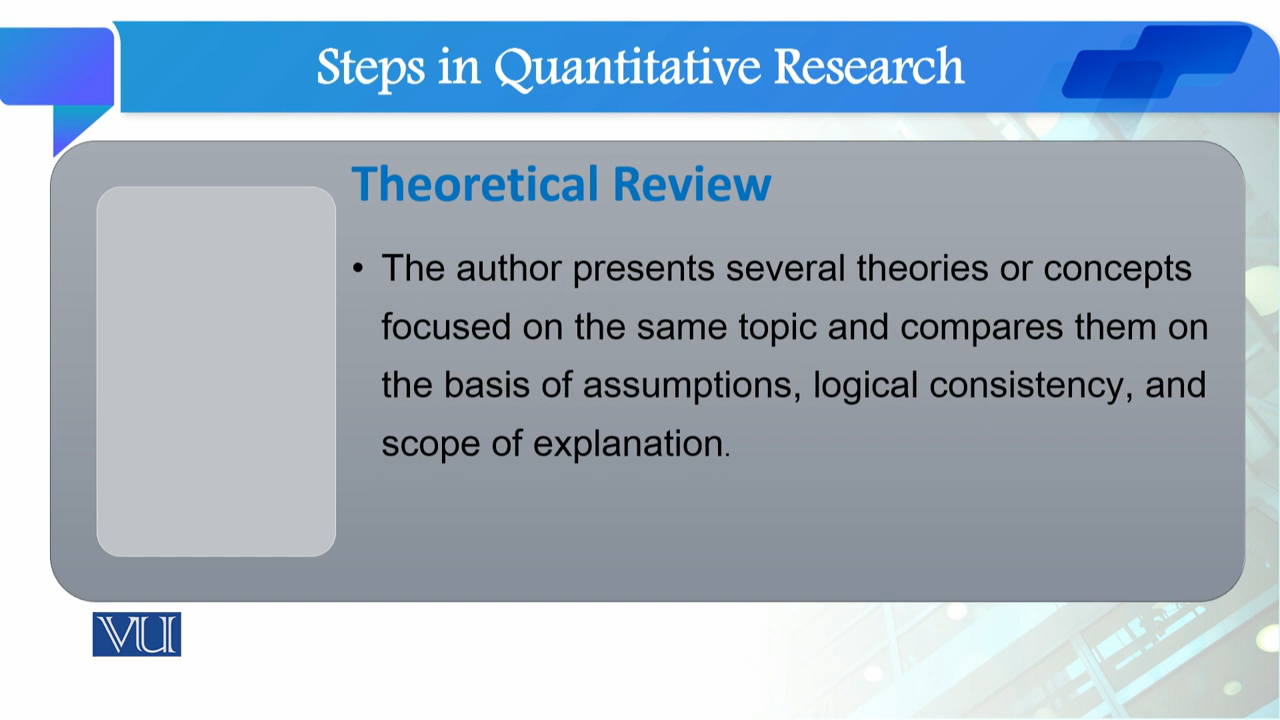 Steps in Quantitative Research
Theoretical Review
• The author presents several theories or concepts
focused on the same topic and compares them on
the basis of assumptions, logical consistency, and
scope of explanation.
VU